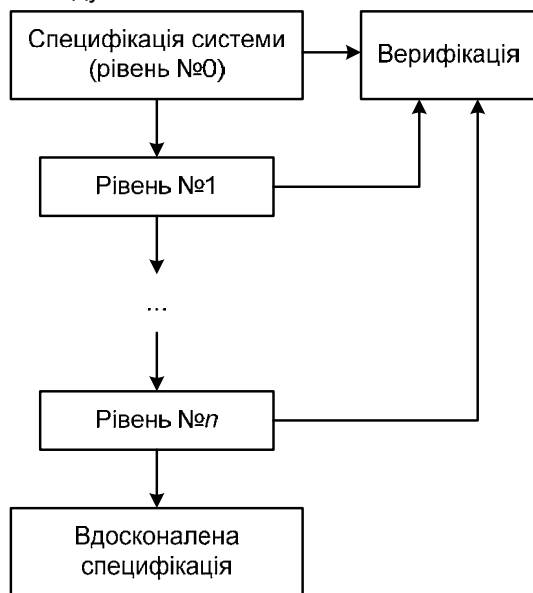 Специфікація системи
(рівень №0)
Верифікація
Рівень №1
...
Рівень №n
Вдосконалена
специфікація